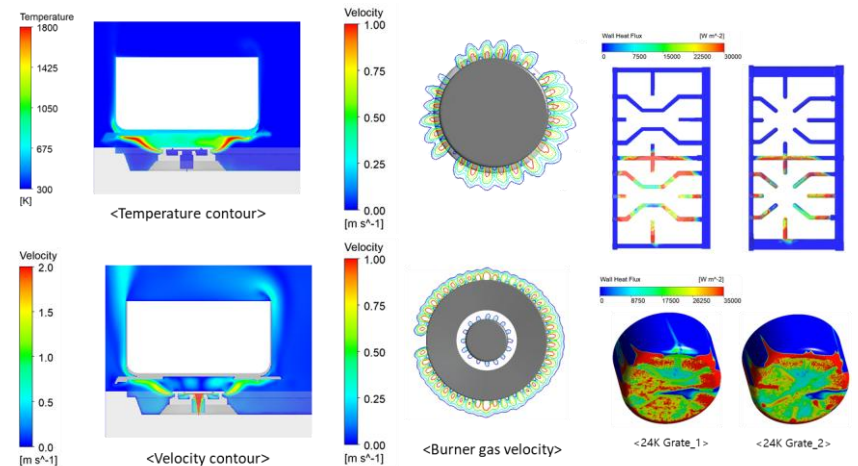 Temperature
1800
1425
1050
675
300
[K]
<Temperature contour>
Velocity
2.0
1.5
1.0
0.5
0.0
[m s^-1]
<Velocity contour>
Velocity
1.00
0.75
0.50
0.25
0.00
[m s^-1]
Velocity
1.00
0.75
0.50
0.25
0.00
[m s^-1]
<Burner gas velocity>
Wall Heat Flux [W m^-2]
0 7500 15000 22500 30000
Wall Heat Flux [W m^-2]
0 8750 17500 26250 35000
<24K Grate_1>
<24K Grate_2>